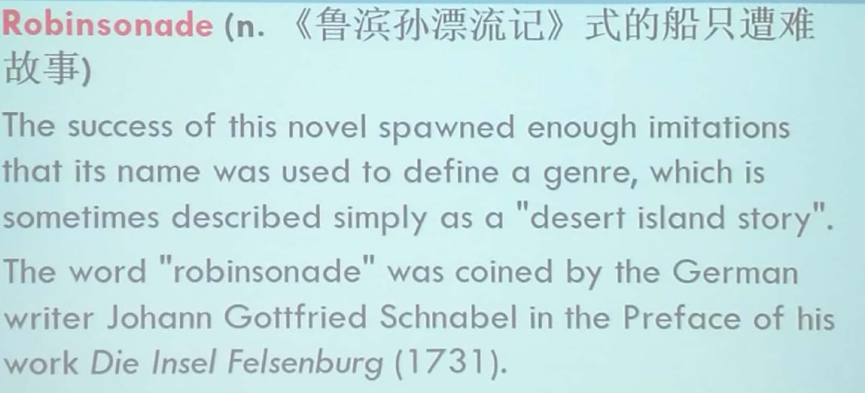 Robinsonade (n. 《鲁滨孙漂流记》式的船只遭难
故事)
The success of this novel spawned enough imitations
that its name was used to define a genre, which is
sometimes described simply as a "desert island story".
The word "robinsonade" was coined by the German
writer Johann Gottfried Schnabel in the Preface of his
work Die Insel Felsenburg (1731).